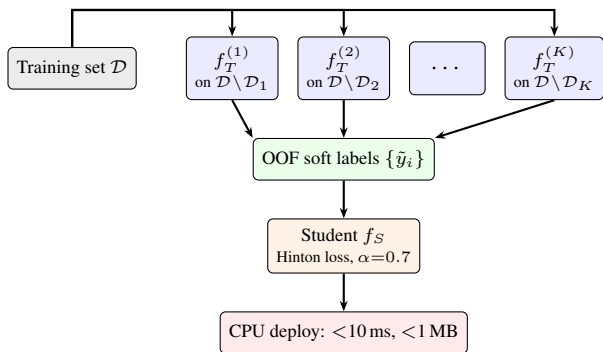 Training set 𝒟
f_T^{(1)}
on 𝒟\𝒟_1
f_T^{(2)}
on 𝒟\𝒟_2
···
f_T^{(K)}
on 𝒟\𝒟_K
OOF soft labels {ỹ_i}
Student f_S
Hinton loss, α=0.7
CPU deploy: <10 ms, <1 MB